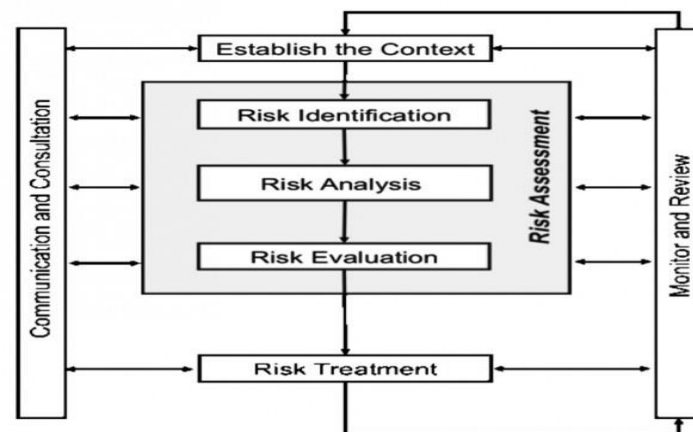 Establish the Context
Risk Identification
Risk Analysis
Risk Evaluation
Risk Assessment
Risk Treatment
Communication and Consultation
Monitor and Review